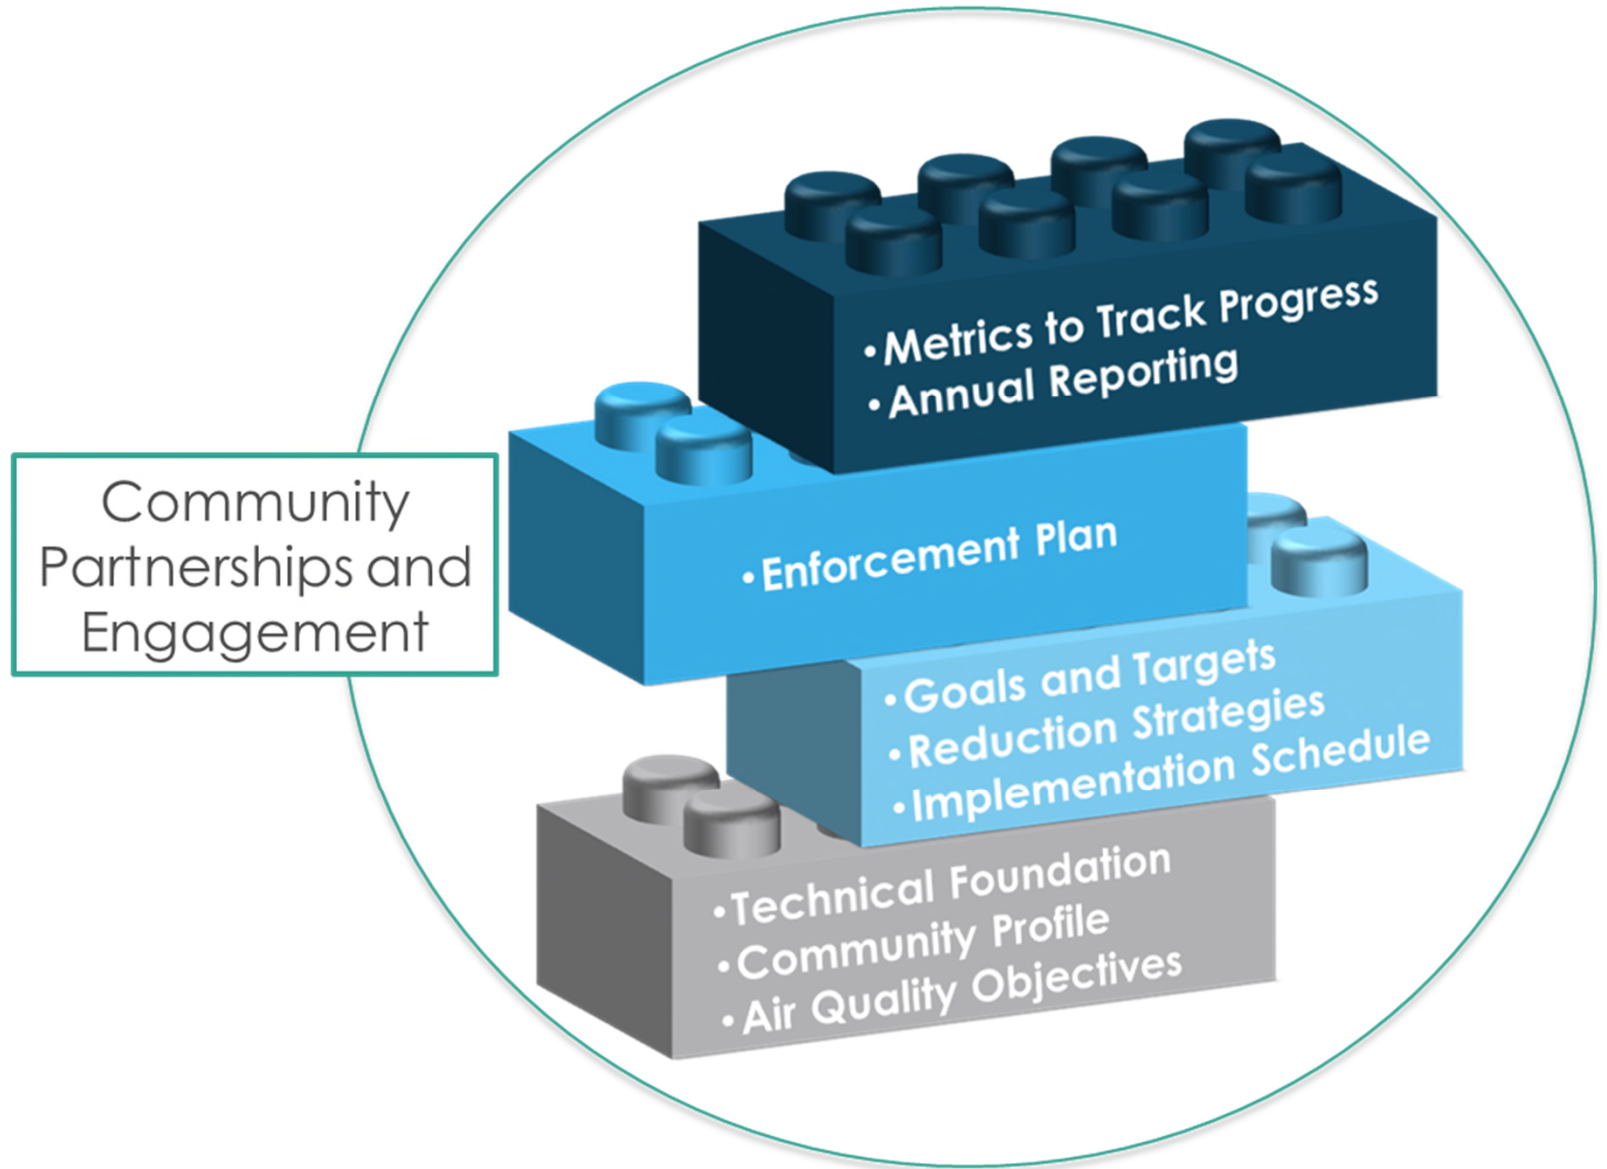 Community
Partnerships and
Engagement
•Metrics to Track Progress
•Annual Reporting
•Enforcement Plan
•Goals and Targets
•Reduction Strategies
•Implementation Schedule
•Technical Foundation
•Community Profile
•Air Quality Objectives